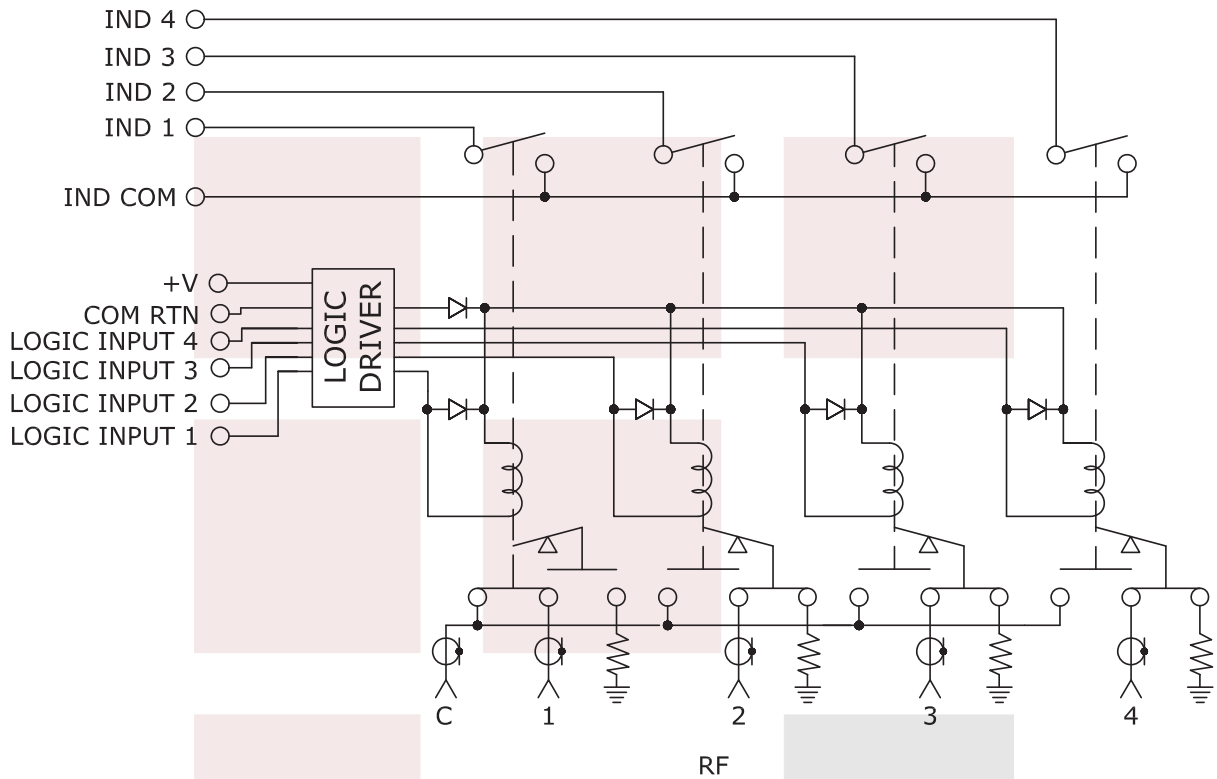 IND 4
IND 3
IND 2
IND 1
IND COM
+V
COM RTN
LOGIC INPUT 4
LOGIC INPUT 3
LOGIC INPUT 2
LOGIC INPUT 1
LOGIC
DRIVER
C
1
2
3
4
RF